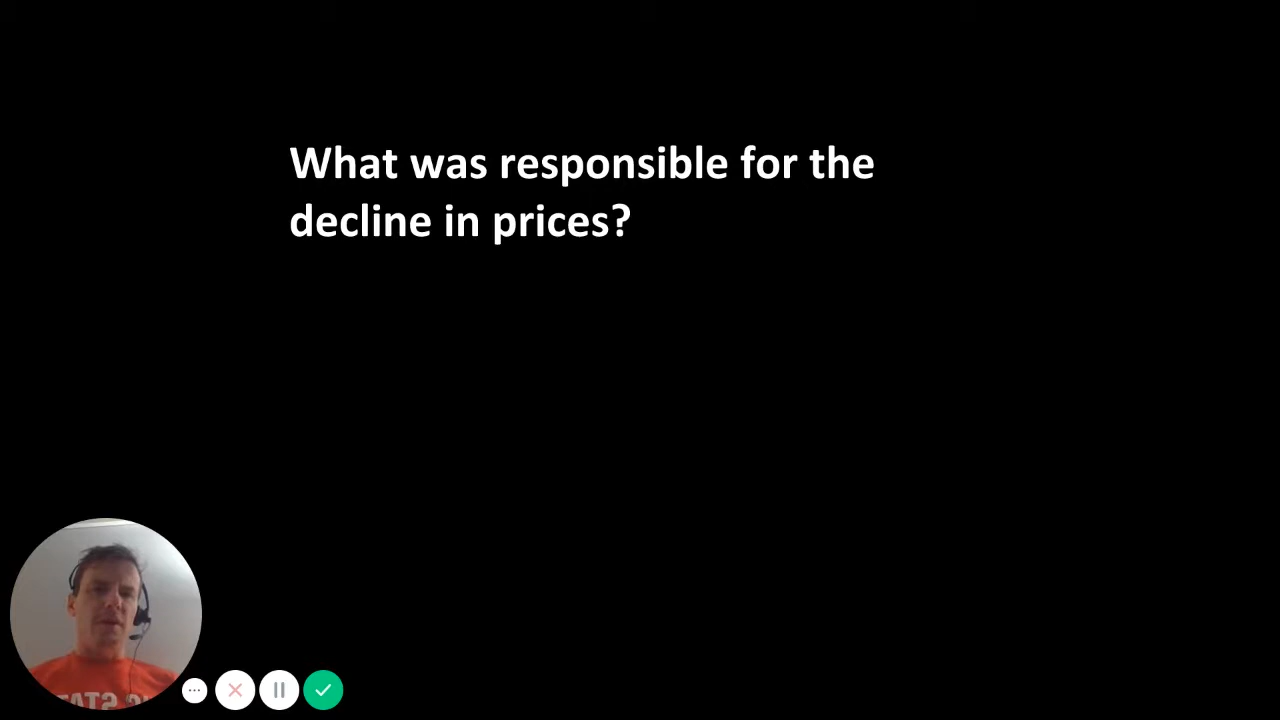 What was responsible for the
decline in prices?